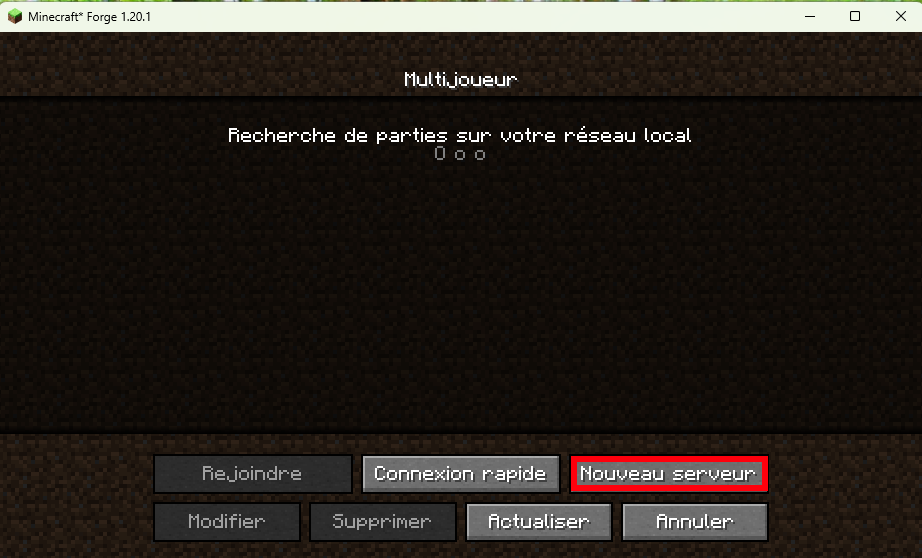 Minecraft* Forge 1.20.1
Multijoueur
Recherche de parties sur votre réseau local
O o o
Rejoindre
Connexion rapide
Nouveau serveur
Modifier
Supprimer
Actualiser
Annuler